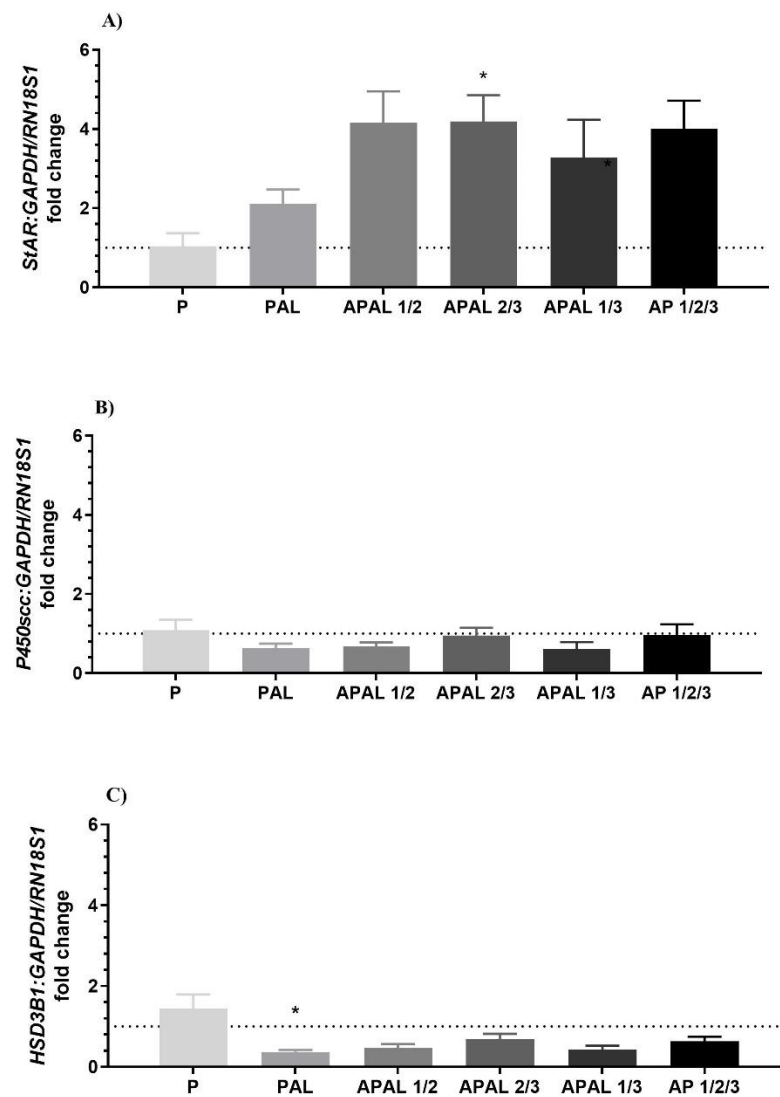 A)
StAR:GAPDH/RN18S1
fold change
6
4
2
0
*
*
P PAL APAL 1/2 APAL 2/3 APAL 1/3 AP 1/2/3
B)
P450scc:GAPDH/RN18S1
fold change
6
4
2
0
P PAL APAL 1/2 APAL 2/3 APAL 1/3 AP 1/2/3
C)
HSD3B1:GAPDH/RN18S1
fold change
6
4
2
0
*
P PAL APAL 1/2 APAL 2/3 APAL 1/3 AP 1/2/3